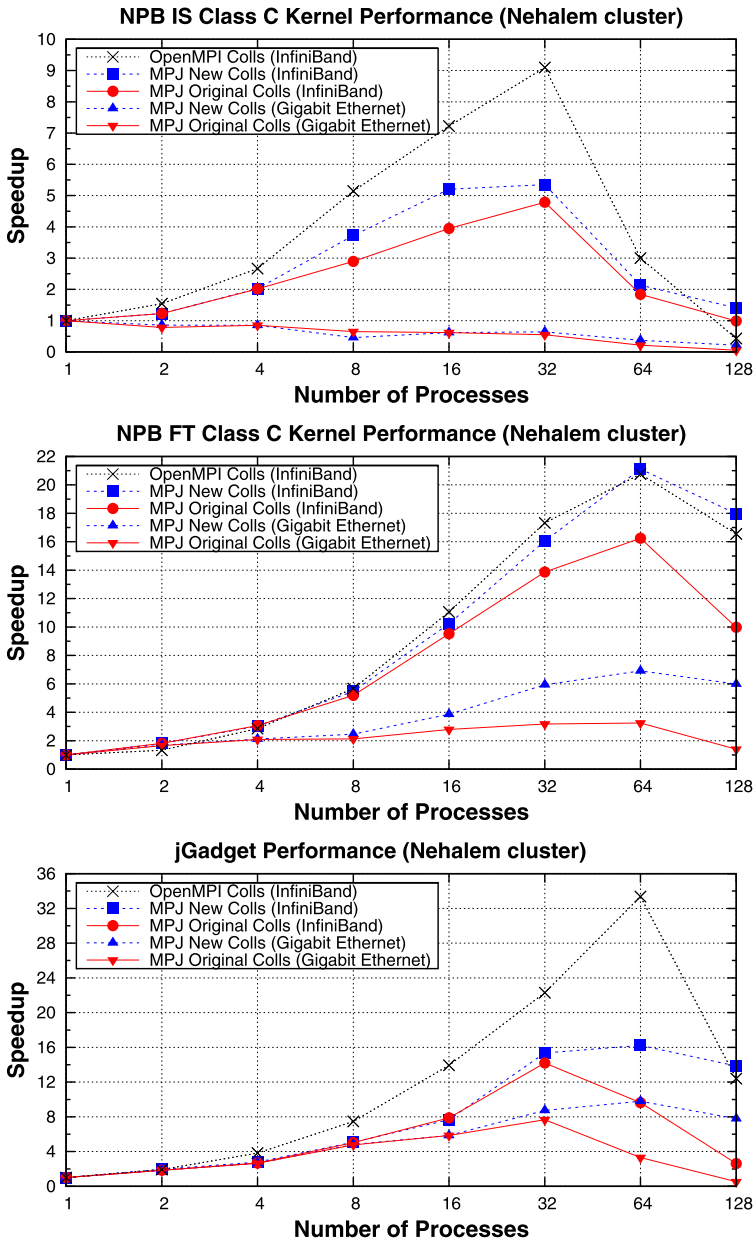 NPB IS Class C Kernel Performance (Nehalem cluster)
10
9
8
7
6
5
4
3
2
1
0
Speedup
OpenMPI Colls (InfiniBand)
MPJ New Colls (InfiniBand)
MPJ Original Colls (InfiniBand)
MPJ New Colls (Gigabit Ethernet)
MPJ Original Colls (Gigabit Ethernet)
1 2 4 8 16 32 64 128
Number of Processes
NPB FT Class C Kernel Performance (Nehalem cluster)
22
20
18
16
14
12
10
8
6
4
2
0
Speedup
OpenMPI Colls (InfiniBand)
MPJ New Colls (InfiniBand)
MPJ Original Colls (InfiniBand)
MPJ New Colls (Gigabit Ethernet)
MPJ Original Colls (Gigabit Ethernet)
1 2 4 8 16 32 64 128
Number of Processes
jGadget Performance (Nehalem cluster)
36
32
28
24
20
16
12
8
4
0
Speedup
OpenMPI Colls (InfiniBand)
MPJ New Colls (InfiniBand)
MPJ Original Colls (InfiniBand)
MPJ New Colls (Gigabit Ethernet)
MPJ Original Colls (Gigabit Ethernet)
1 2 4 8 16 32 64 128
Number of Processes